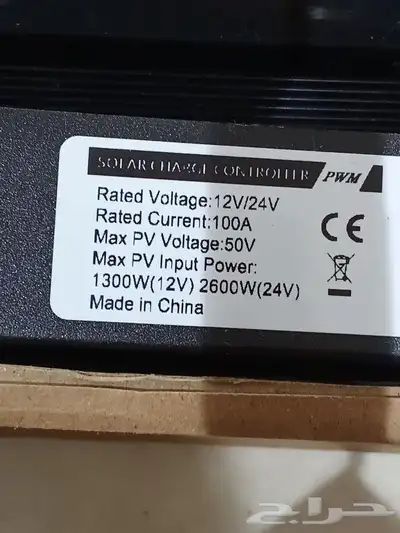 SOLAR CHARGE CONTROLLER PWM
Rated Voltage:12V/24V
Rated Current:100A
Max PV Voltage:50V
Max PV Input Power:
1300W(12V) 2600W(24V)
Made in China
CE
حراج